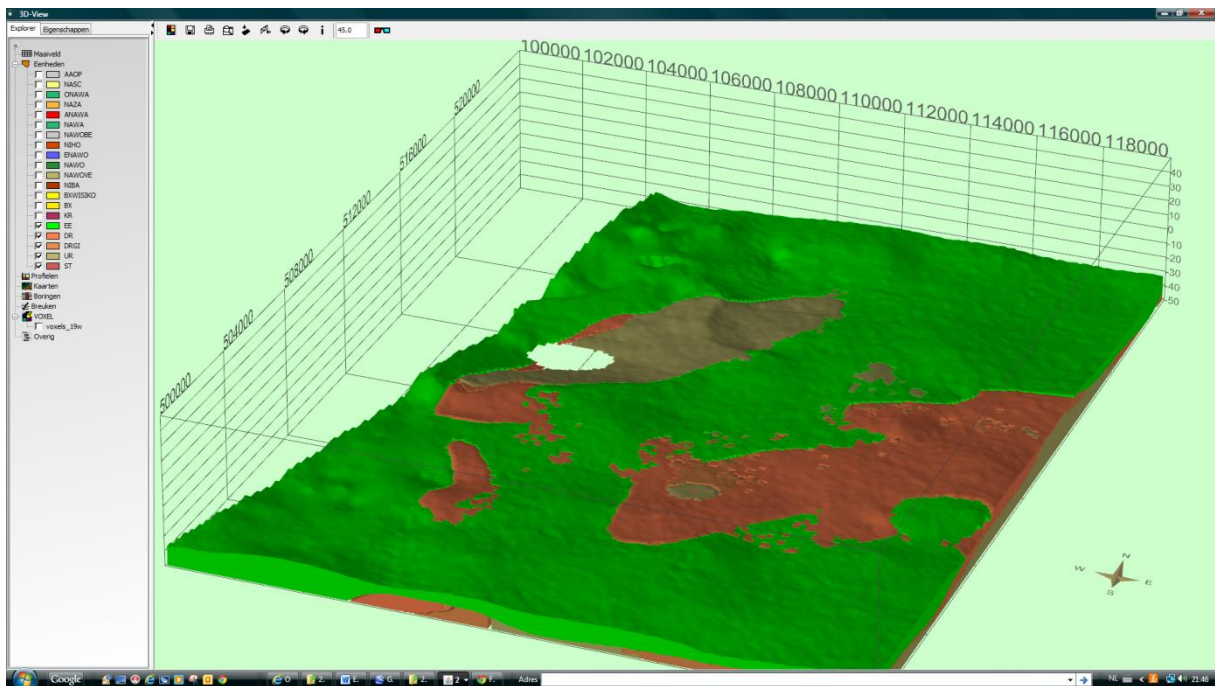 3D-View
Explorer Eigenschappen
45.0
Maaiveld
Eenheden
AAOP
NASC
ONAWA
NAZA
ANAWA
NAWA
NAWOBE
NIHO
ENAWO
NAWO
NAWOVE
NIBA
BXWISIKO
BX
KR
EE
DR
DRGI
UR
ST
Profielen
Kaarten
Boringen
Breuken
VOXEL
voxels_19w
Overig
100000 102000 104000 106000 108000 110000 112000 114000 116000 118000
520000
516000
512000
508000
504000
500000
40
30
20
10
0
-10
-20
-30
-40
-50
N
W E
S
Google O 2. E. G. 2. 2 F. Adres NL 21:46